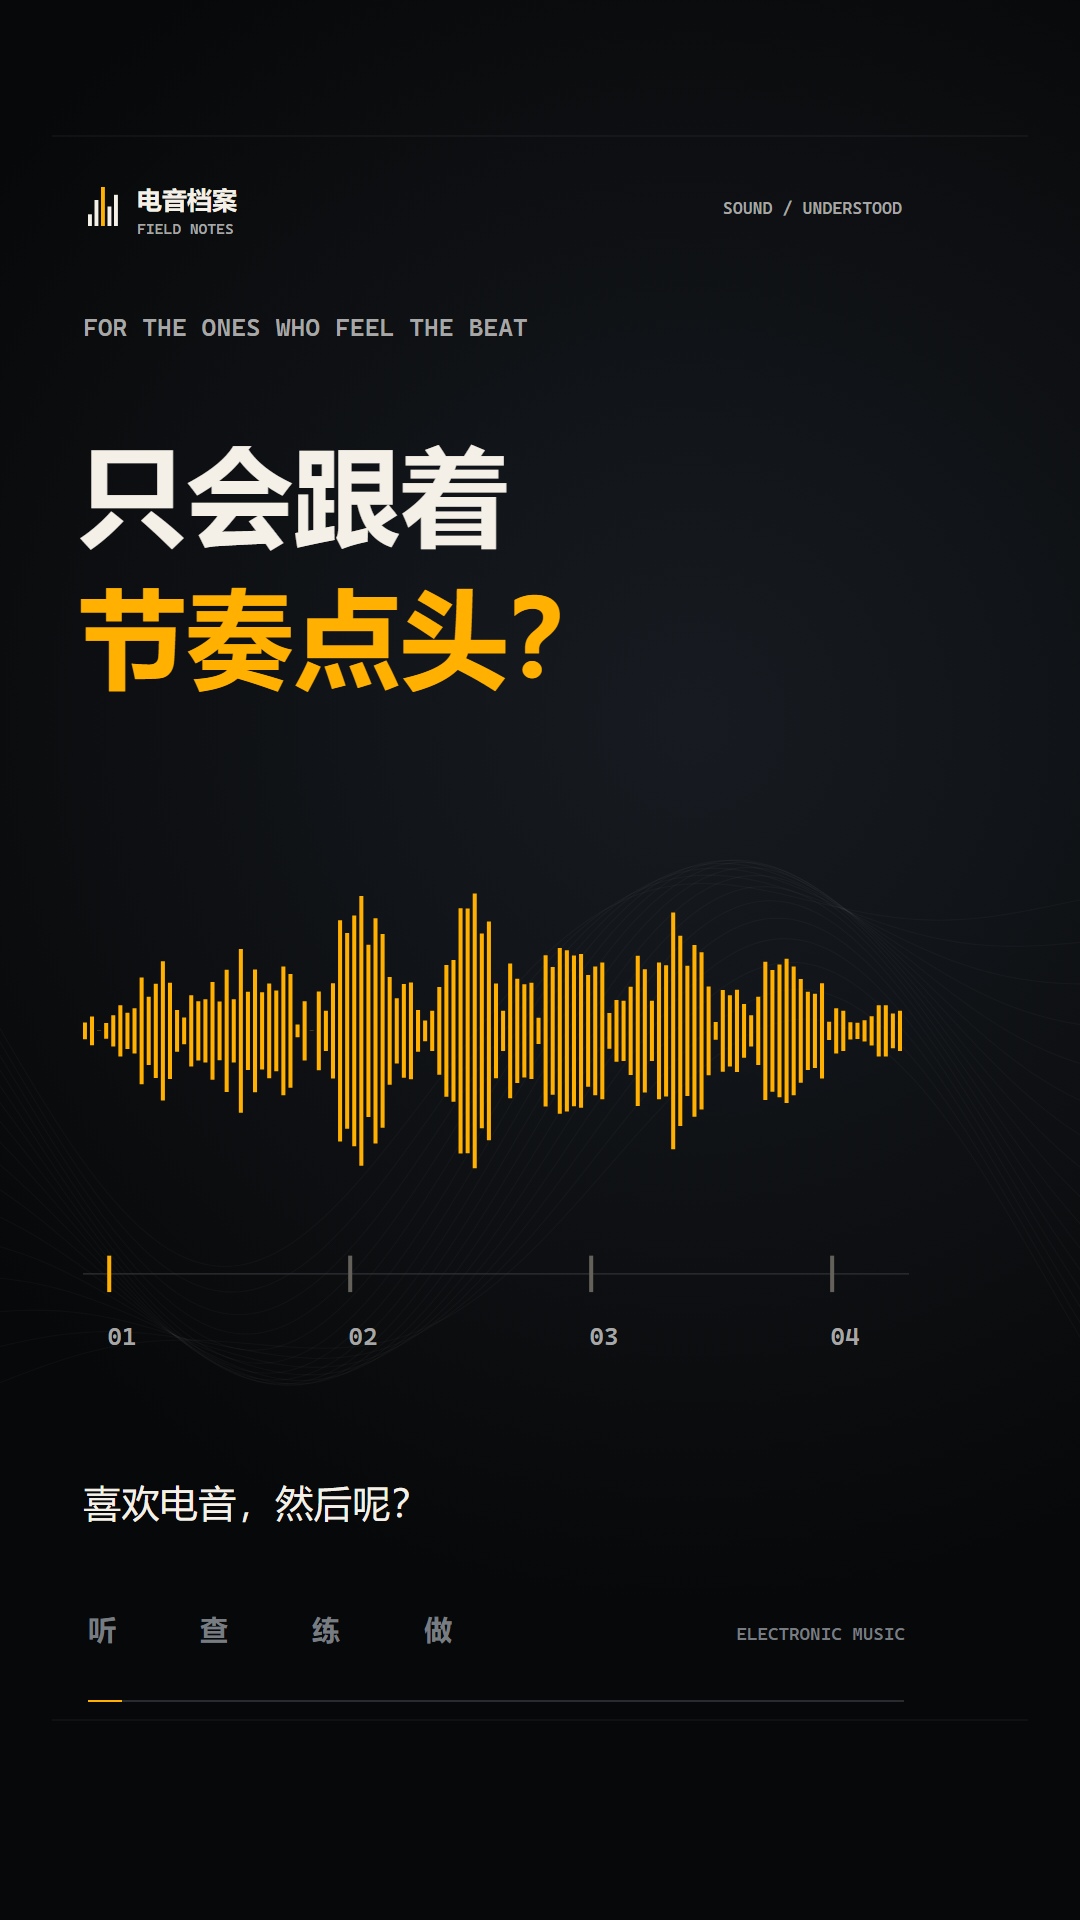 电音档案
FIELD NOTES
SOUND / UNDERSTOOD
FOR THE ONES WHO FEEL THE BEAT
只会跟着
节奏点头？
01 02 03 04
喜欢电音，然后呢？
听 查 练 做
ELECTRONIC MUSIC